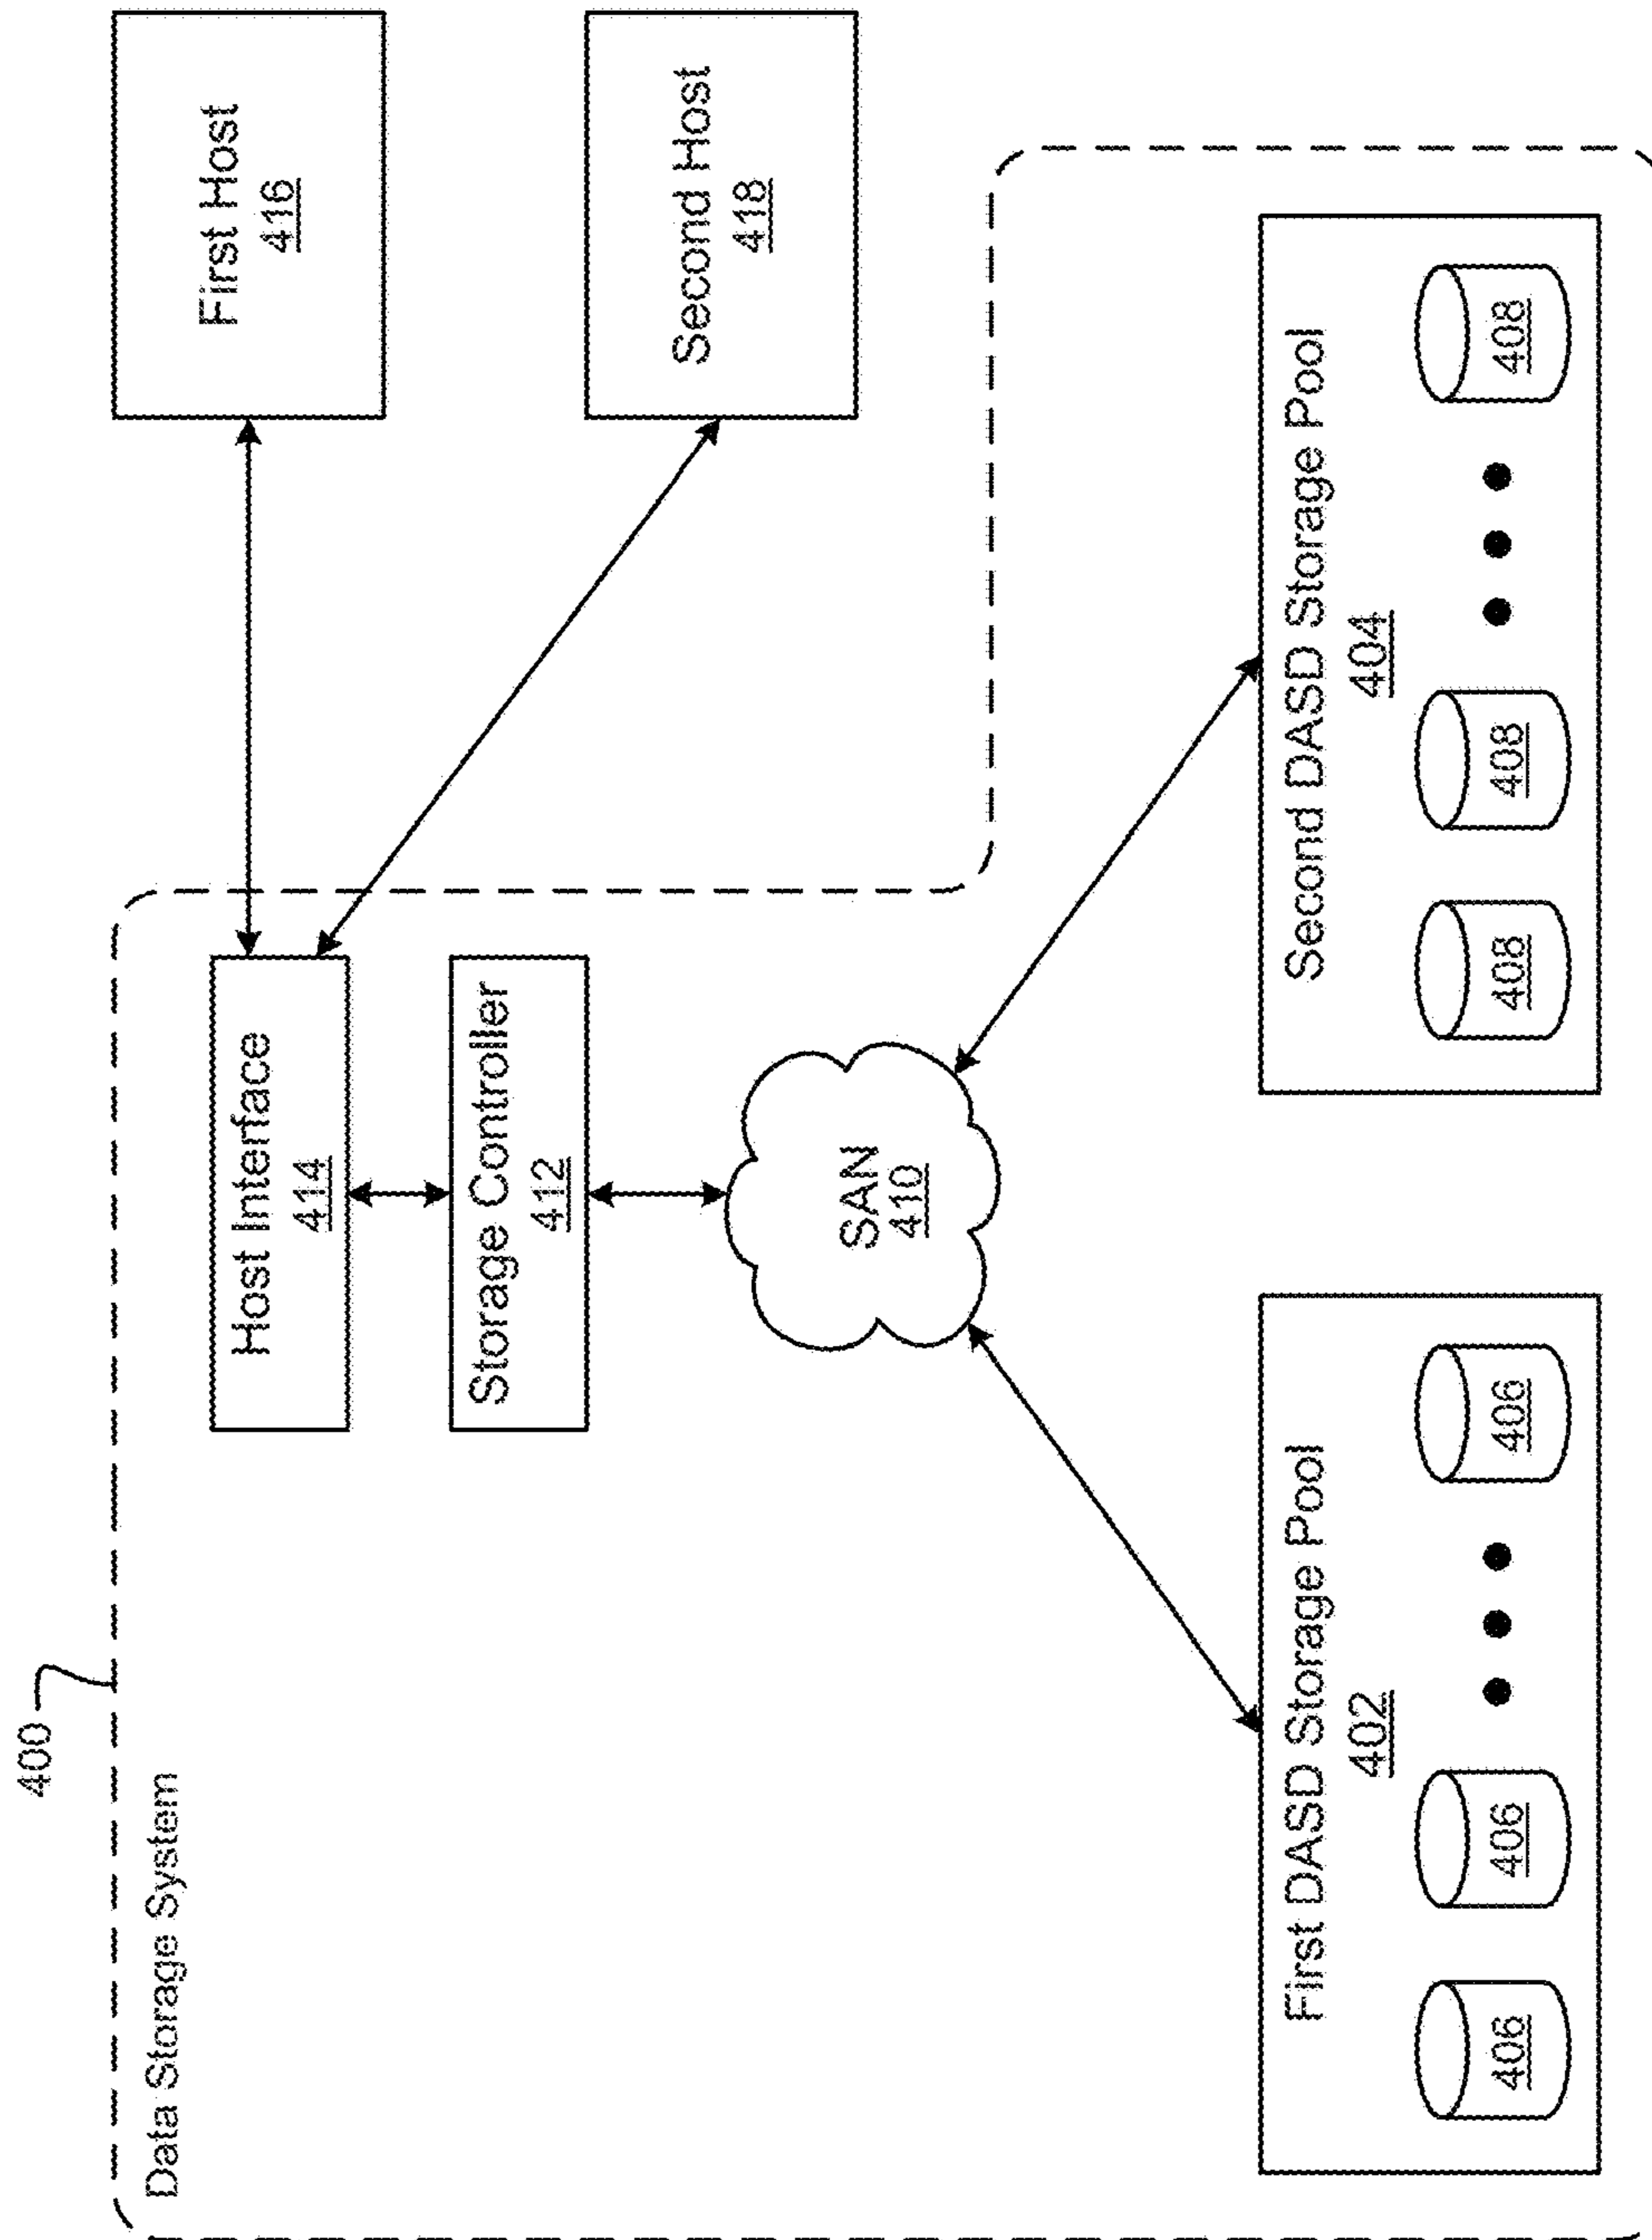 400
Data Storage System
Host Interface
414
First Host
416
Storage Controller
412
Second Host
418
SAN
410
First DASD Storage Pool
402
406
406
406
Second DASD Storage Pool
404
408
408
408